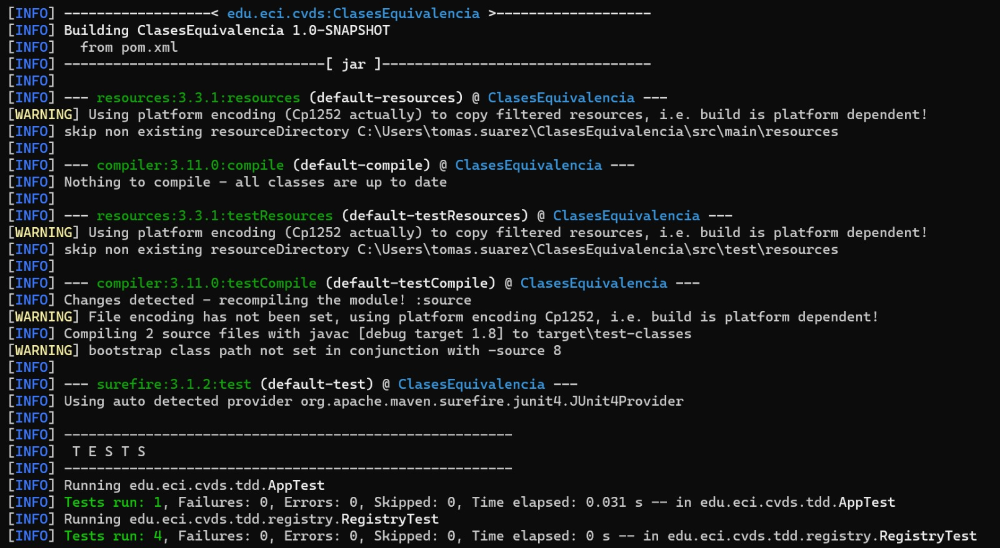 [INFO] ------------------< edu.eci.cvds:ClasesEquivalencia >-------------------
[INFO] Building ClasesEquivalencia 1.0-SNAPSHOT
[INFO]   from pom.xml
[INFO] --------------------------------[ jar ]---------------------------------
[INFO]
[INFO] --- resources:3.3.1:resources (default-resources) @ ClasesEquivalencia ---
[WARNING] Using platform encoding (Cp1252 actually) to copy filtered resources, i.e. build is platform dependent!
[INFO] skip non existing resourceDirectory C:\Users\tomas.suarez\ClasesEquivalencia\src\main\resources
[INFO]
[INFO] --- compiler:3.11.0:compile (default-compile) @ ClasesEquivalencia ---
[INFO] Nothing to compile - all classes are up to date
[INFO]
[INFO] --- resources:3.3.1:testResources (default-testResources) @ ClasesEquivalencia ---
[WARNING] Using platform encoding (Cp1252 actually) to copy filtered resources, i.e. build is platform dependent!
[INFO] skip non existing resourceDirectory C:\Users\tomas.suarez\ClasesEquivalencia\src\test\resources
[INFO]
[INFO] --- compiler:3.11.0:testCompile (default-testCompile) @ ClasesEquivalencia ---
[INFO] Changes detected - recompiling the module! :source
[WARNING] File encoding has not been set, using platform encoding Cp1252, i.e. build is platform dependent!
[INFO] Compiling 2 source files with javac [debug target 1.8] to target\test-classes
[WARNING] bootstrap class path not set in conjunction with -source 8
[INFO]
[INFO] --- surefire:3.1.2:test (default-test) @ ClasesEquivalencia ---
[INFO] Using auto detected provider org.apache.maven.surefire.junit4.JUnit4Provider
[INFO]
[INFO] -------------------------------------------------------
[INFO]  T E S T S
[INFO] -------------------------------------------------------
[INFO] Running edu.eci.cvds.tdd.AppTest
[INFO] Tests run: 1, Failures: 0, Errors: 0, Skipped: 0, Time elapsed: 0.031 s -- in edu.eci.cvds.tdd.AppTest
[INFO] Running edu.eci.cvds.tdd.registry.RegistryTest
[INFO] Tests run: 4, Failures: 0, Errors: 0, Skipped: 0, Time elapsed: 0 s -- in edu.eci.cvds.tdd.registry.RegistryTest